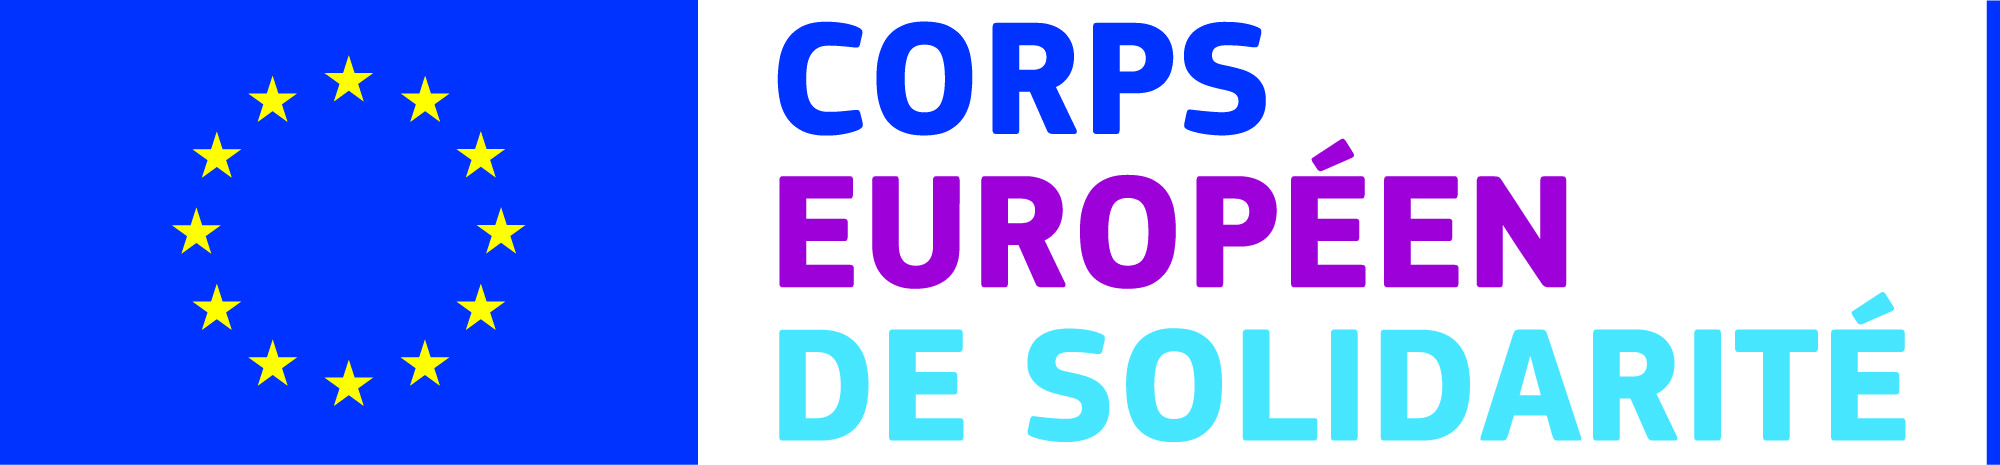 CORPS
EUROPÉEN
DE SOLIDARITÉ